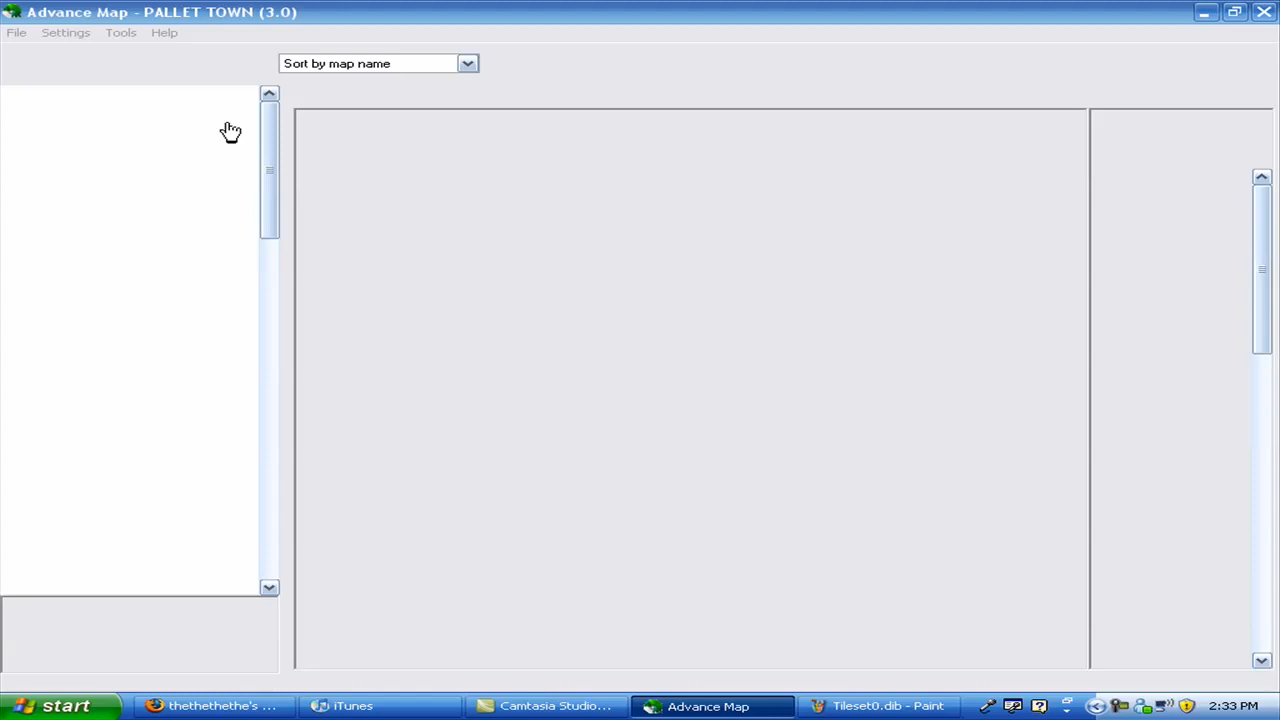 Advance Map - PALLET TOWN (3.0)
File Settings Tools Help
Sort by map name
start thethethethe's ... iTunes Camtasia Studio... Advance Map Tileset0.dib - Paint 2:33 PM